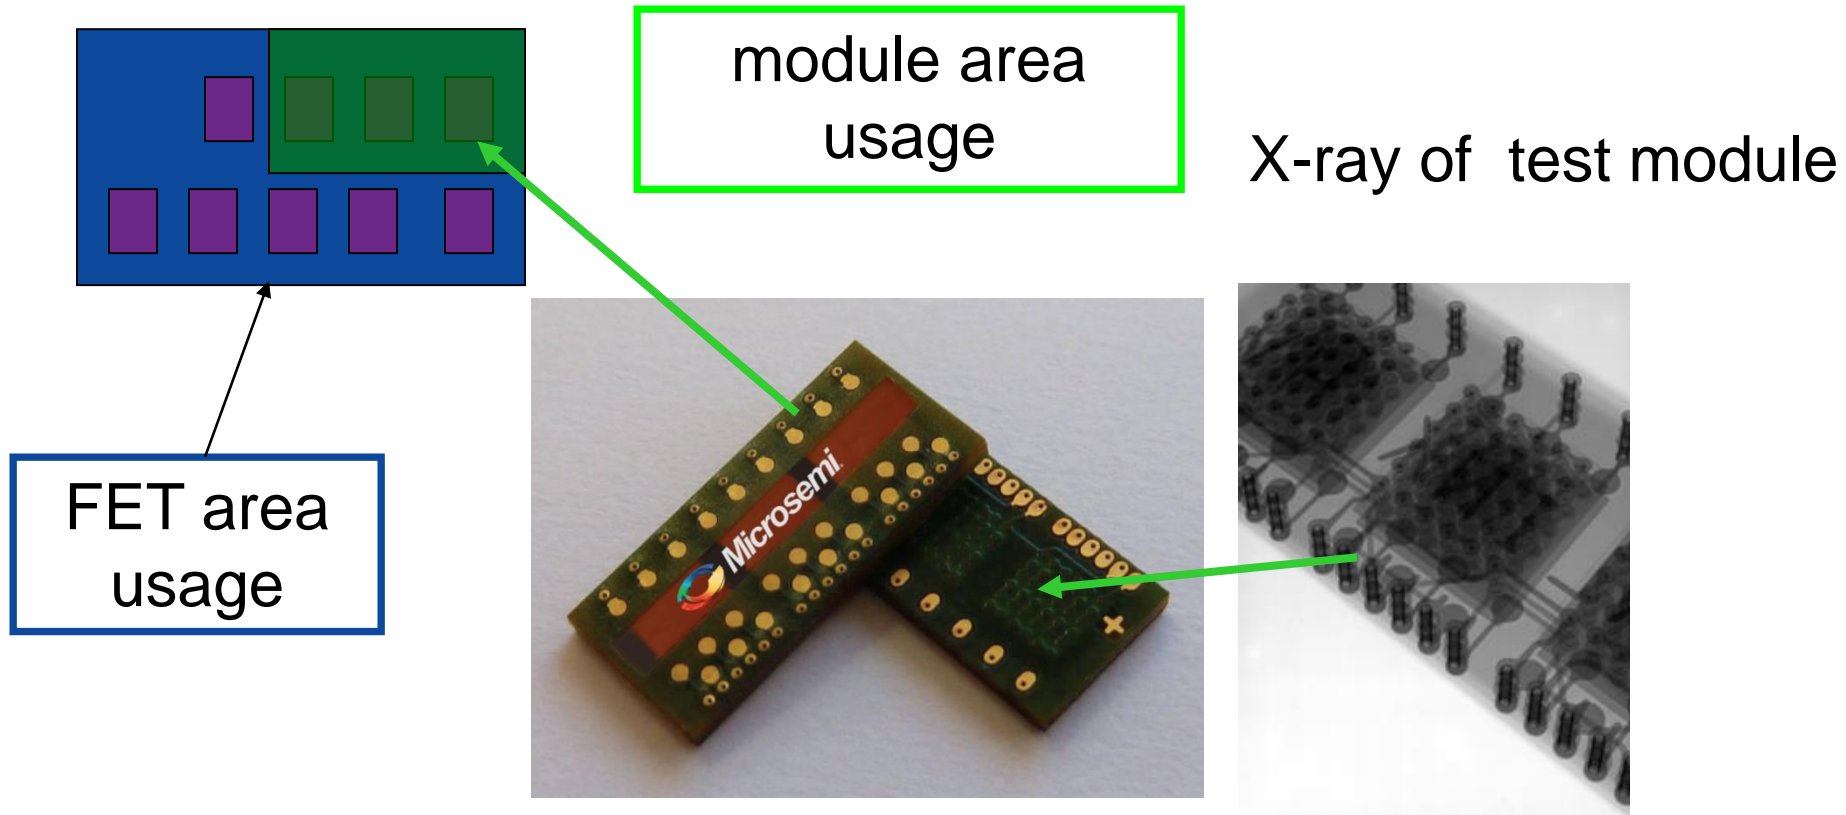 module area
usage
X-ray of  test module
FET area
usage
Microsemi